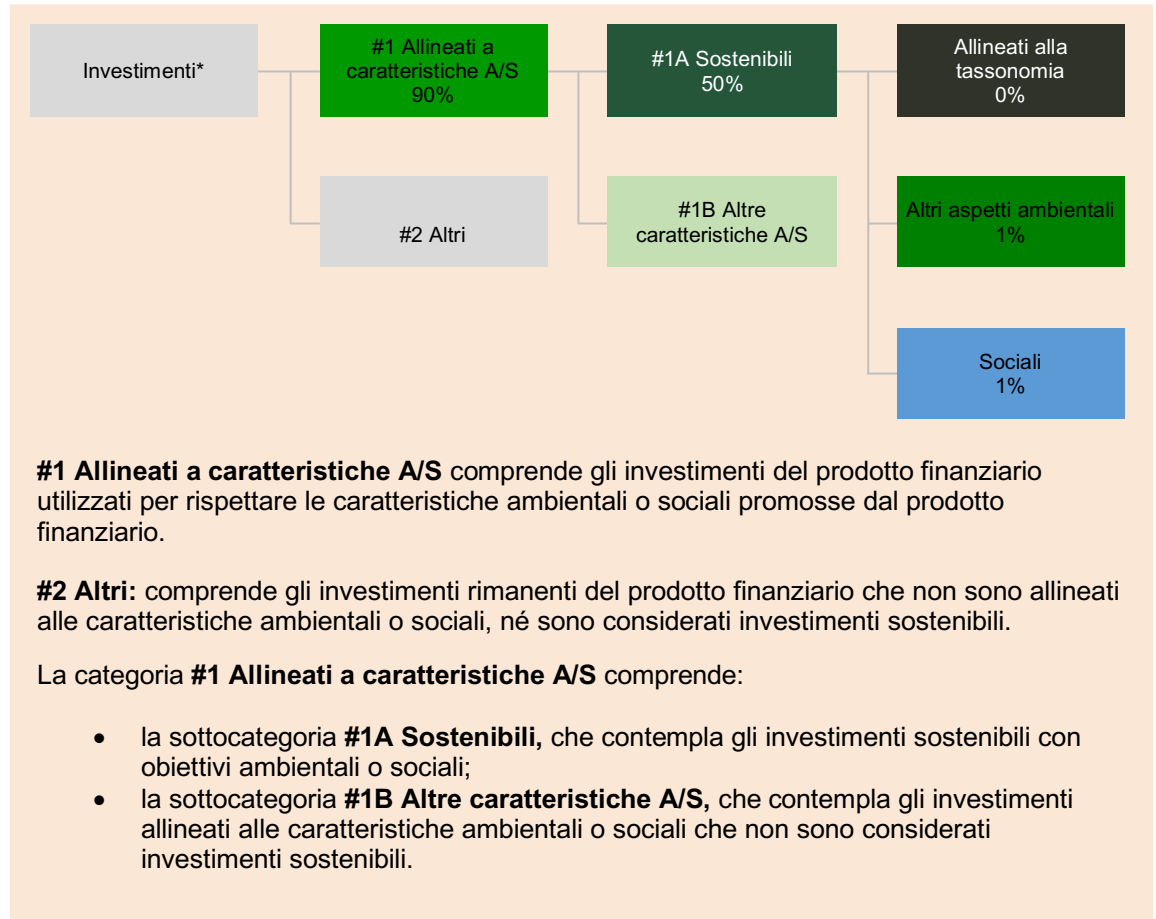 Investimenti*
#1 Allineati a
caratteristiche A/S
90%
#1A Sostenibili
50%
Allineati alla
tassonomia
0%
#2 Altri
#1B Altre
caratteristiche A/S
Altri aspetti ambientali
1%
Sociali
1%
#1 Allineati a caratteristiche A/S comprende gli investimenti del prodotto finanziario
utilizzati per rispettare le caratteristiche ambientali o sociali promosse dal prodotto
finanziario.
#2 Altri: comprende gli investimenti rimanenti del prodotto finanziario che non sono allineati
alle caratteristiche ambientali o sociali, né sono considerati investimenti sostenibili.
La categoria #1 Allineati a caratteristiche A/S comprende:
• la sottocategoria #1A Sostenibili, che contempla gli investimenti sostenibili con
obiettivi ambientali o sociali;
• la sottocategoria #1B Altre caratteristiche A/S, che contempla gli investimenti
allineati alle caratteristiche ambientali o sociali che non sono considerati
investimenti sostenibili.